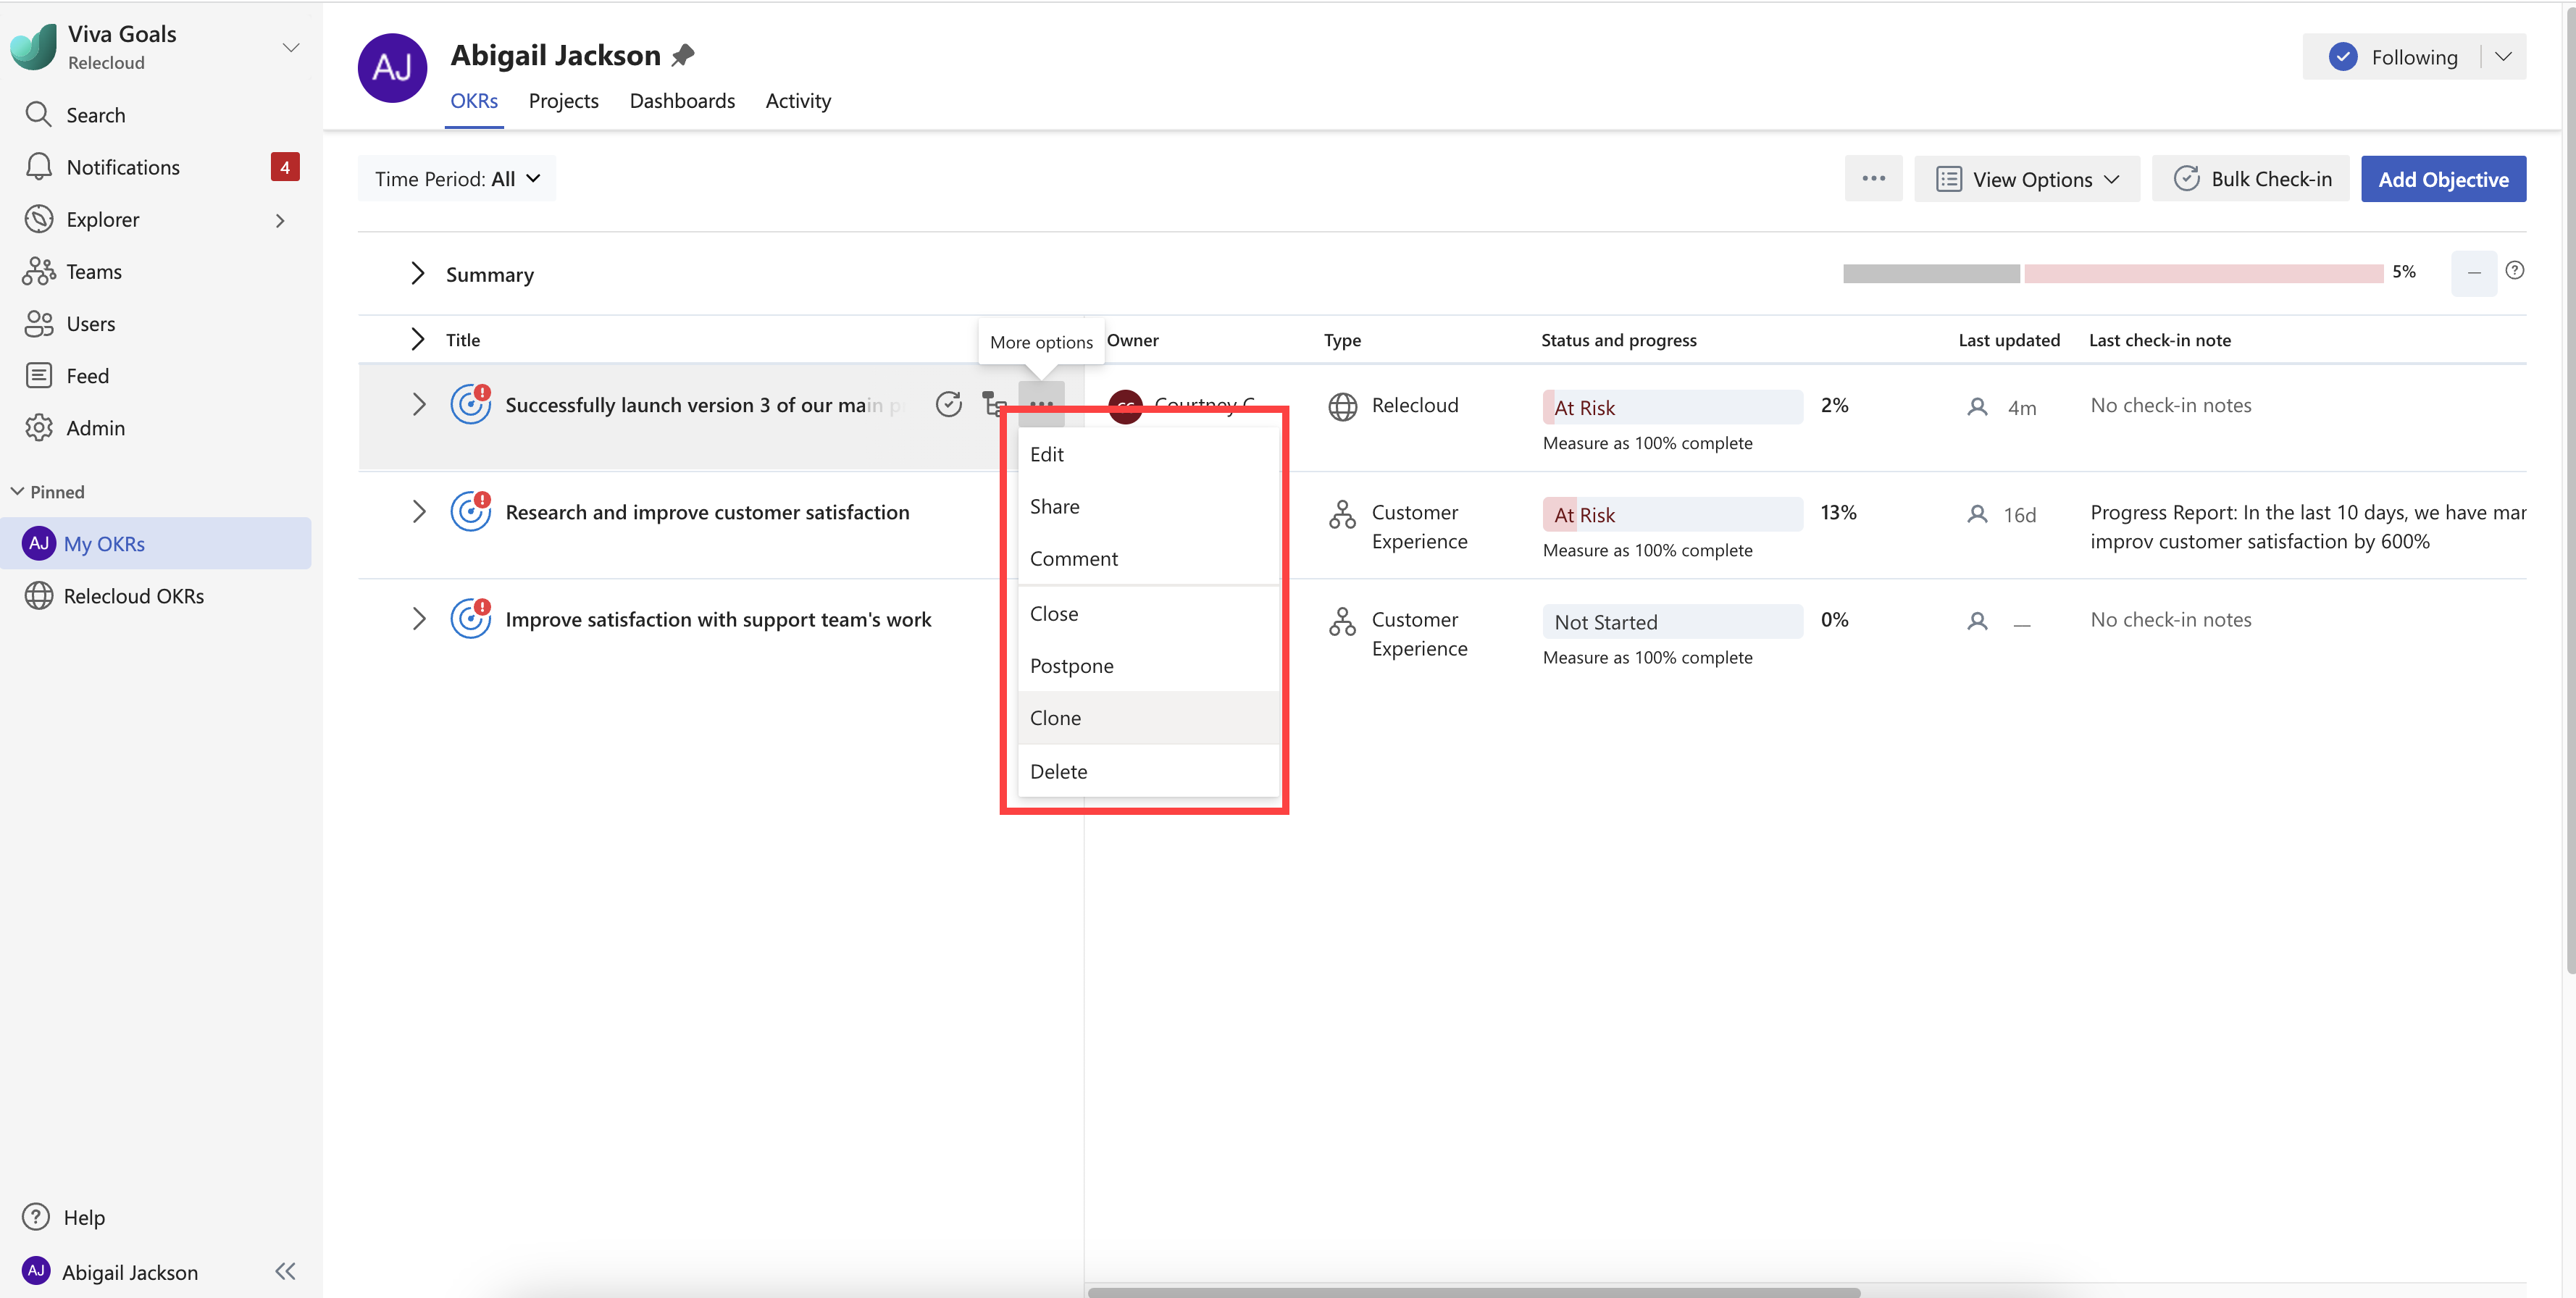 Viva Goals
Relecloud
Search
Notifications
4
Explorer
Teams
Users
Feed
Admin
Pinned
AJ My OKRs
Relecloud OKRs
Help
AJ Abigail Jackson
AJ
Abigail Jackson
OKRs Projects Dashboards Activity
Following
Time Period: All
View Options
Bulk Check-in
Add Objective
Summary
5%
Title
More options
Owner
Type
Status and progress
Last updated
Last check-in note
Successfully launch version 3 of our main
Courtney C
Relecloud
At Risk
2%
4m
No check-in notes
Measure as 100% complete
Research and improve customer satisfaction
Customer
Experience
At Risk
13%
16d
Progress Report: In the last 10 days, we have mar
improv customer satisfaction by 600%
Measure as 100% complete
Improve satisfaction with support team's work
Customer
Experience
Not Started
0%
—
No check-in notes
Measure as 100% complete
Edit
Share
Comment
Close
Postpone
Clone
Delete